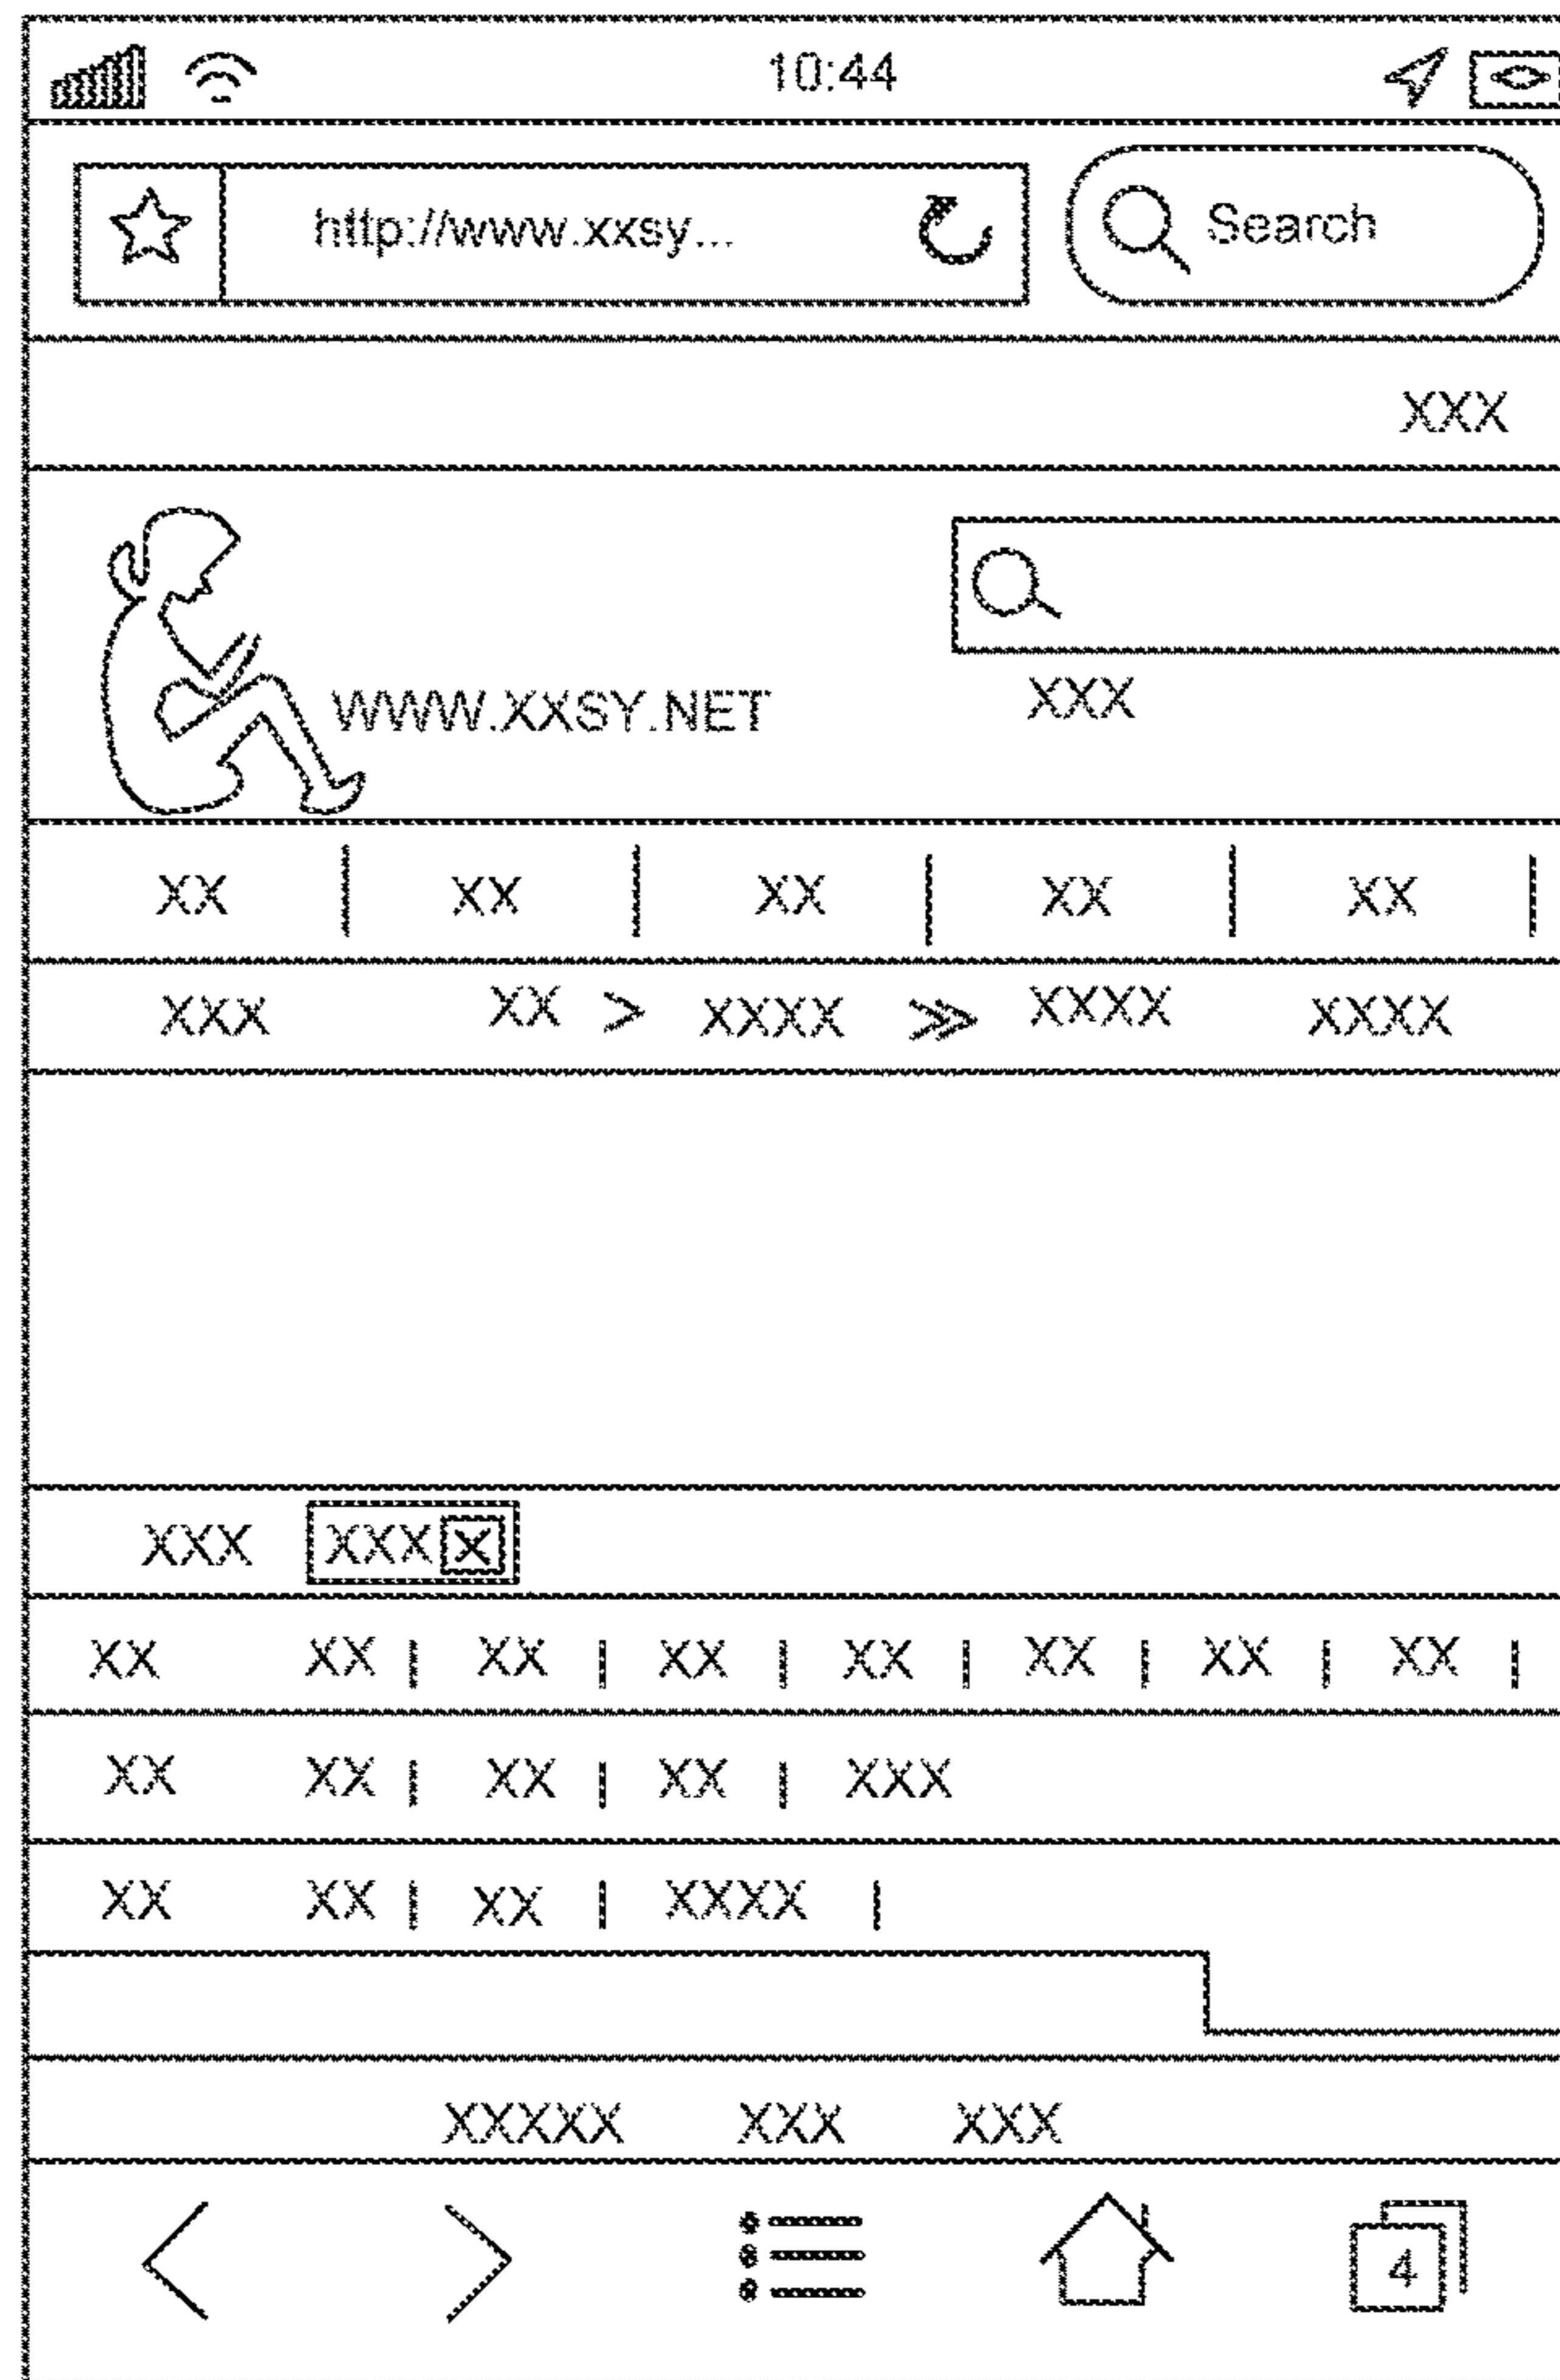 10:44
http://www.xxsy... Search
XXX
WWW.XXSY.NET XXX
XX | XX | XX | XX | XX |
XXX XX > XXXX >> XXXX XXXX
XXX XXX X
XX XX | XX | XX | XX | XX | XX | XX |
XX XX | XX | XX | XXX
XX XX | XX | XXXX |
XXXXX XXX XXX
4